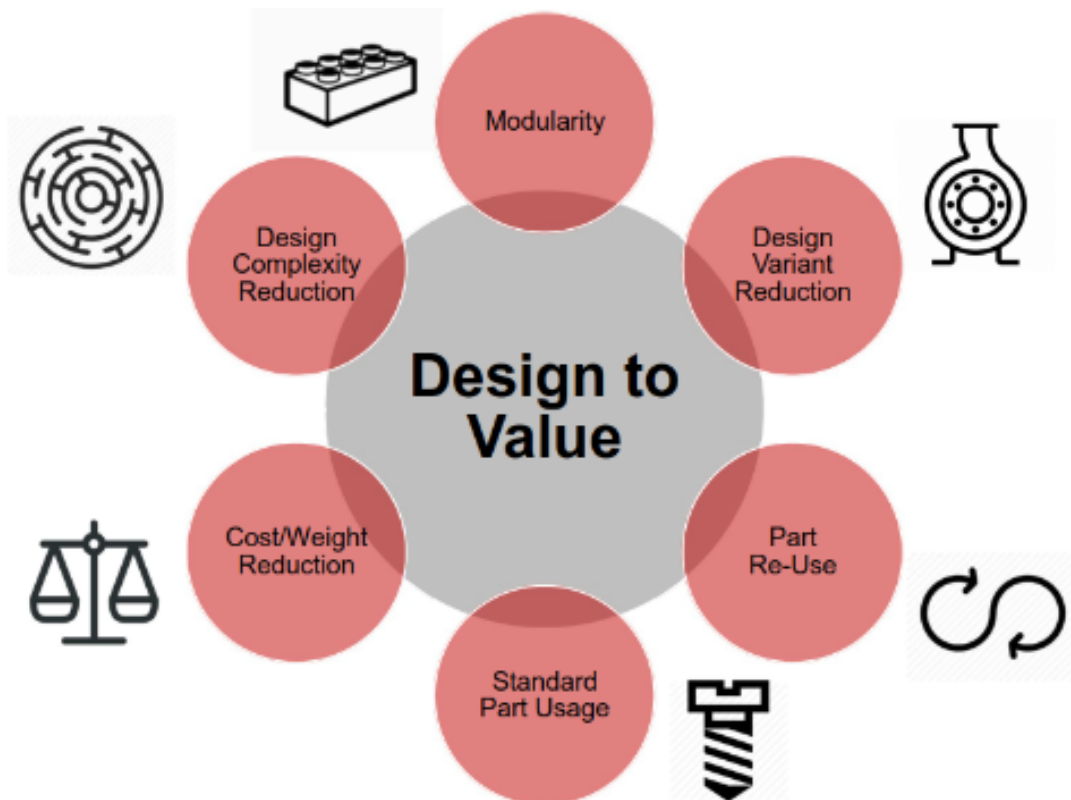 Modularity
Design
Complexity
Reduction
Design
Variant
Reduction
Design to
Value
Cost/Weight
Reduction
Part
Re-Use
Standard
Part Usage